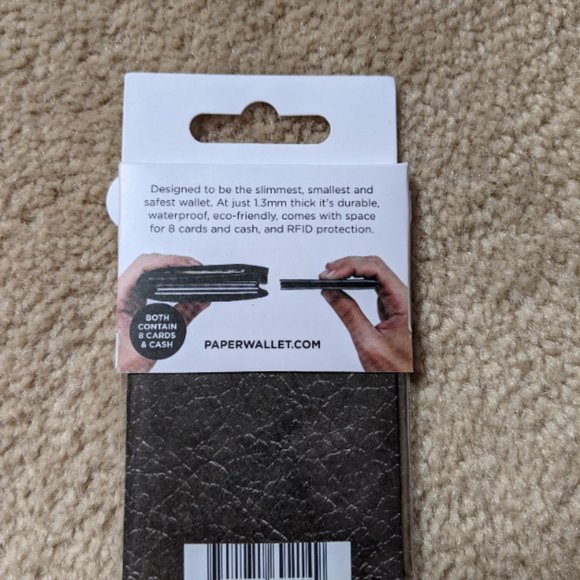 Designed to be the slimmest, smallest and
safest wallet. At just 1.3mm thick it's durable,
waterproof, eco-friendly, comes with space
for 8 cards and cash, and RFID protection.
BOTH
CONTAIN
8 CARDS
& CASH
PAPERWALLET.COM